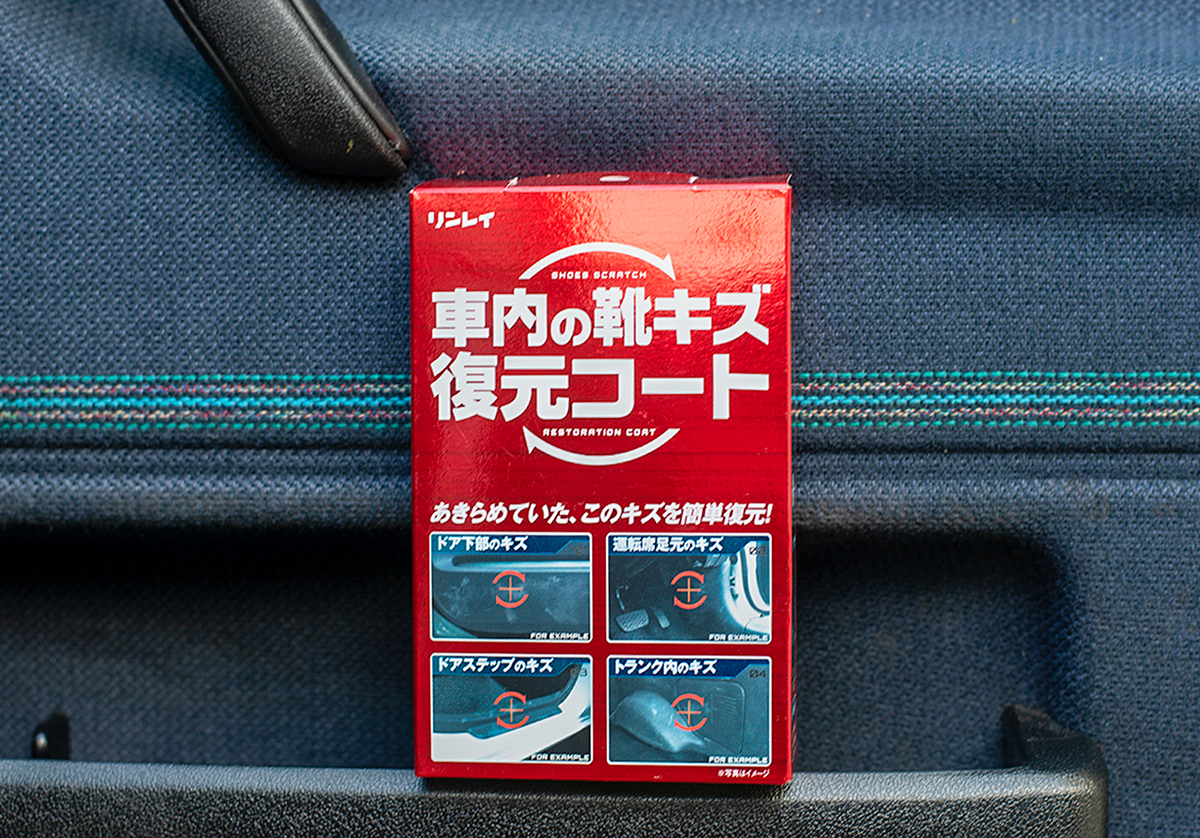 リンレイ
SHOES SCRATCH
車内の靴キズ
復元コート
RESTORATION COAT
あきらめていた、このキズを簡単復元!
ドア下部のキズ
FOR EXAMPLE
運転席足元のキズ
02
FOR EXAMPLE
ドアステップのキズ
03
FOR EXAMPLE
トランク内のキズ
04
FOR EXAMPLE
※写真はイメージ